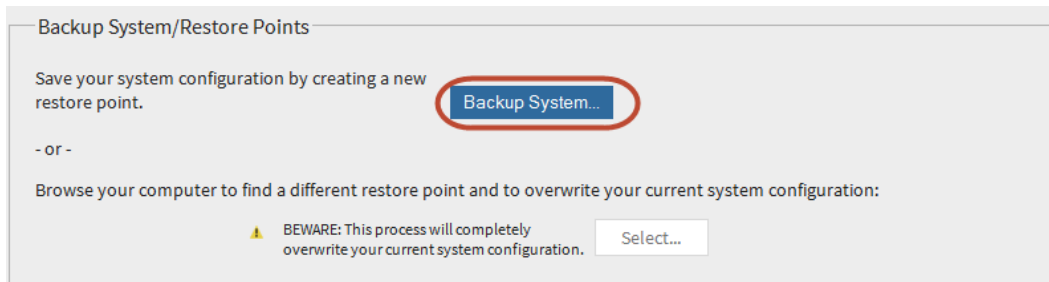 Backup System/Restore Points
Save your system configuration by creating a new
restore point.
Backup System...
- or -
Browse your computer to find a different restore point and to overwrite your current system configuration:
BEWARE: This process will completely
overwrite your current system configuration.
Select...